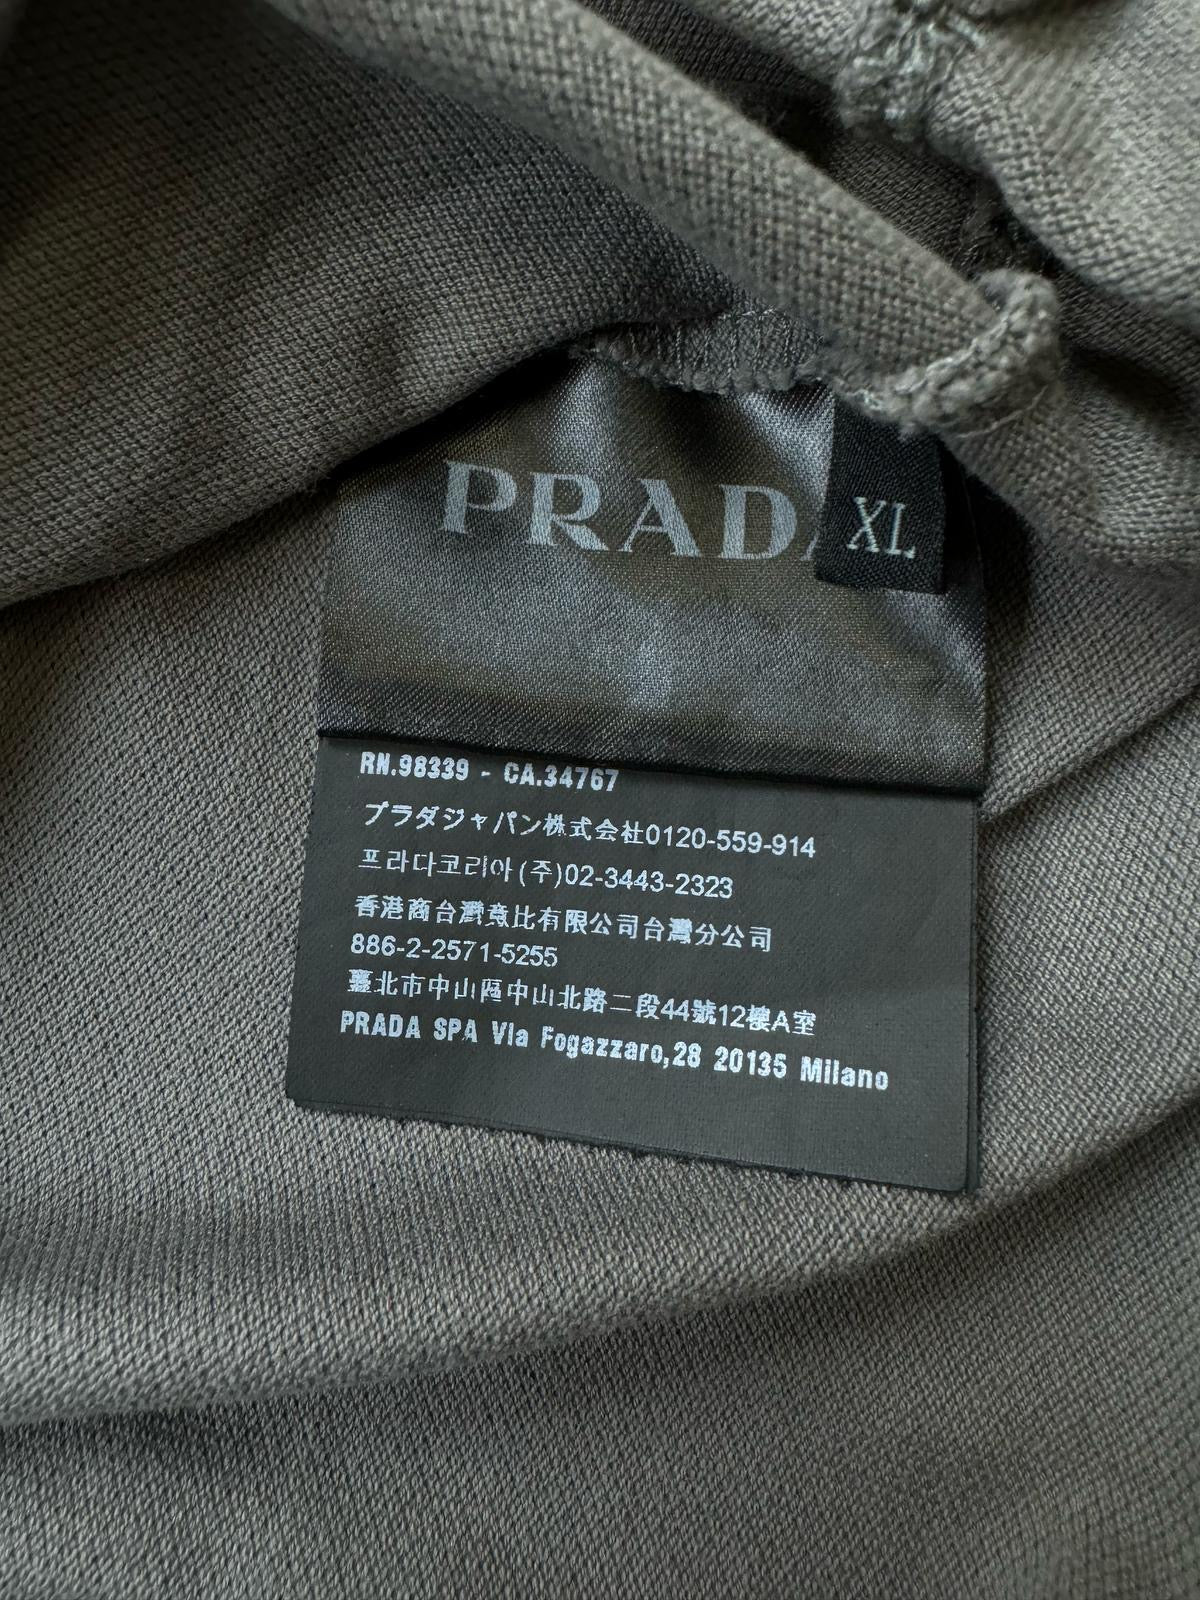 PRADA
XL
RN.98339 - CA.34767
プラダジャパン株式会社0120-559-914
프라다코리아(주)02-3443-2323
香港商台灣竟比有限公司台灣分公司
886-2-2571-5255
臺北市中山區中山北路二段44號12樓A室
PRADA SPA Via Fogazzaro,28 20135 Milano